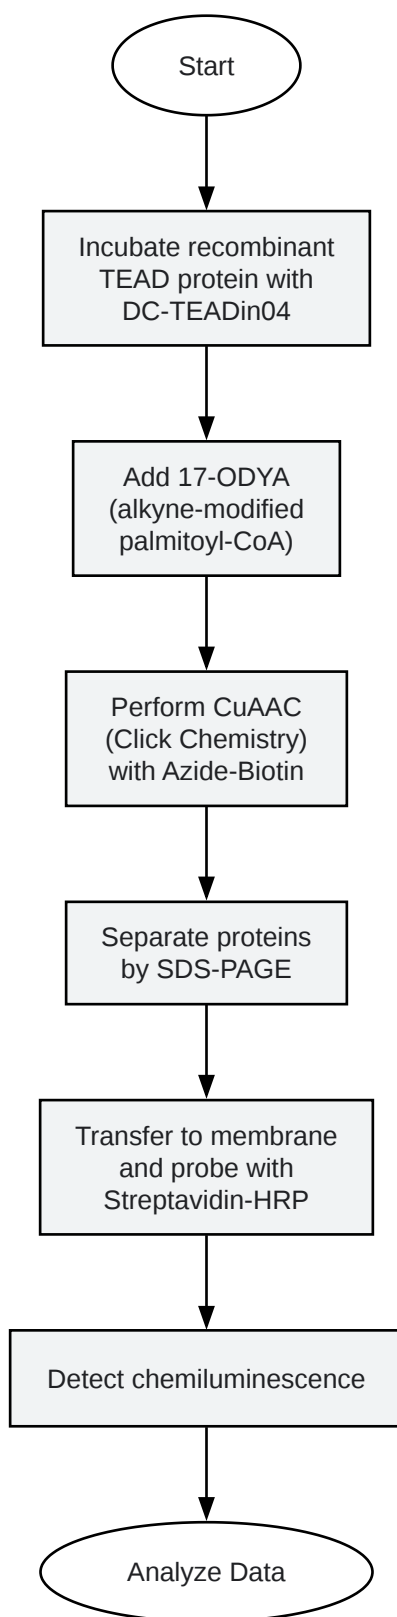 Start
Incubate recombinant
TEAD protein with
DC-TEADin04
Add 17-ODYA
(alkyne-modified
palmitoyl-CoA)
Perform CuAAC
(Click Chemistry)
with Azide-Biotin
Separate proteins
by SDS-PAGE
Transfer to membrane
and probe with
Streptavidin-HRP
Detect chemiluminescence
Analyze Data